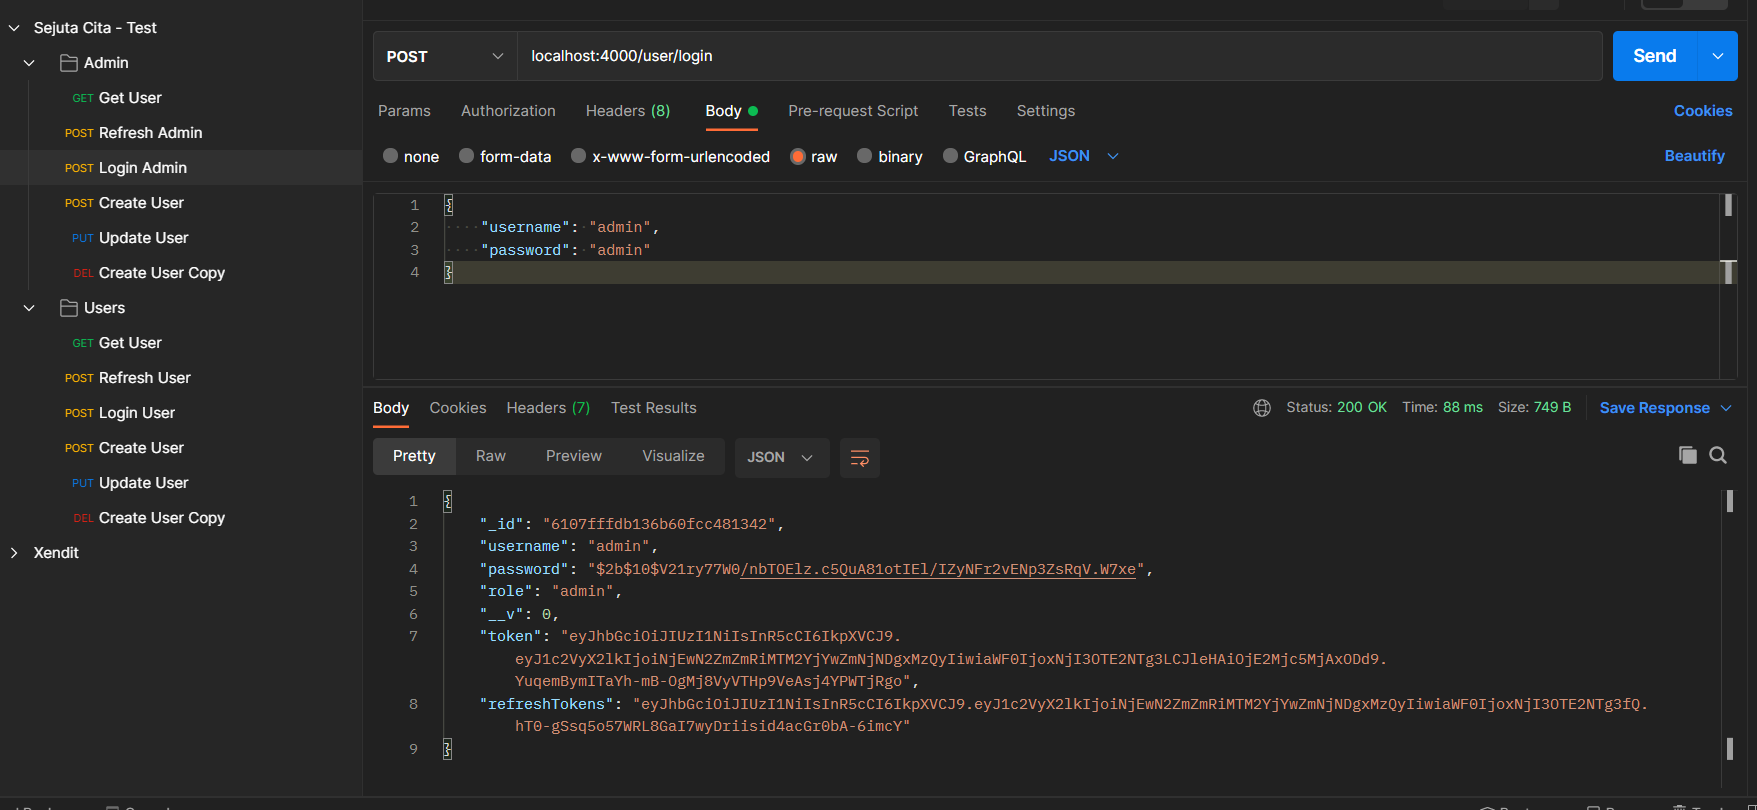 Sejuta Cita - Test
Admin
GET Get User
POST Refresh Admin
POST Login Admin
POST Create User
PUT Update User
DEL Create User Copy
Users
GET Get User
POST Refresh User
POST Login User
POST Create User
PUT Update User
DEL Create User Copy
Xendit
POST localhost:4000/user/login Send
Params Authorization Headers (8) Body Pre-request Script Tests Settings Cookies
none form-data x-www-form-urlencoded raw binary GraphQL JSON Beautify
1 {
2 "username": "admin",
3 "password": "admin"
4 }
Body Cookies Headers (7) Test Results Status: 200 OK Time: 88 ms Size: 749 B Save Response
Pretty Raw Preview Visualize JSON
1 {
2 "_id": "6107fffdb136b60fcc481342",
3 "username": "admin",
4 "password": "$2b$10$V21ry77W0/nbTOElz.c5QuA81otIEl/IZyNFr2vENp3ZsRqV.W7xe",
5 "role": "admin",
6 "__v": 0,
7 "token": "eyJhbGciOiJIUzI1NiIsInR5cCI6IkpXVCJ9.
eyJ1c2VyX2lkIjoiNjEwN2ZmZmRiMTM2YjYwZmNjNDgxMzQyIiwiaWF0IjoxNjI3OTE2NTg3LCJleHAiOjE2Mjc5MjAxODd9.
YuqemBymITaYh-mB-OgMj8VyVTHp9VeAsj4YPWTjRgo",
8 "refreshTokens": "eyJhbGciOiJIUzI1NiIsInR5cCI6IkpXVCJ9.eyJ1c2VyX2lkIjoiNjEwN2ZmZmRiMTM2YjYwZmNjNDgxMzQyIiwiaWF0IjoxNjI3OTE2NTg3fQ.
hT0-gSsq5o57WRL8GaI7wyDriisid4acGr0bA-6imcY"
9 }